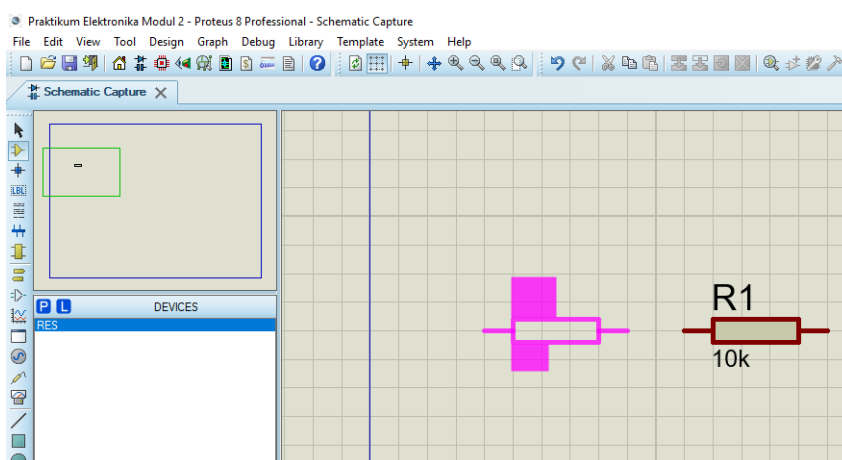 Praktikum Elektronika Modul 2 - Proteus 8 Professional - Schematic Capture
File Edit View Tool Design Graph Debug Library Template System Help
Schematic Capture
LBL
P L DEVICES
RES
R1
10k